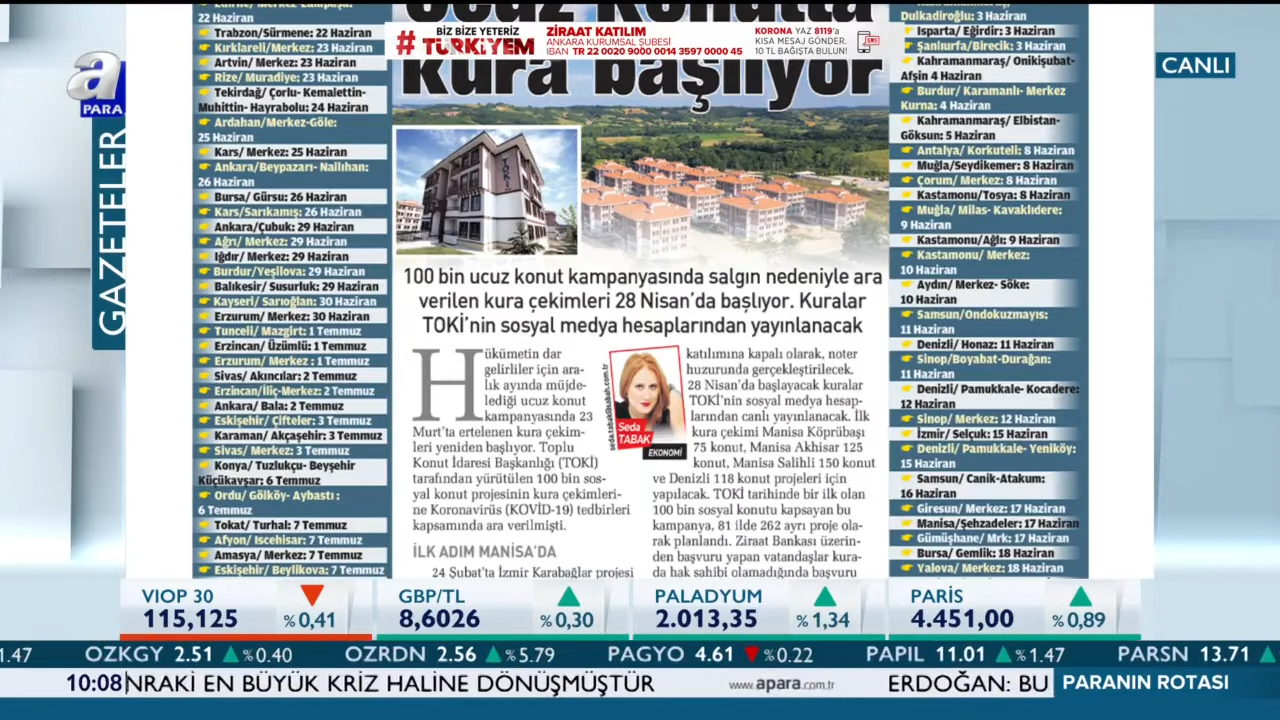 22 Haziran
Trabzon/Sürmene: 22 Haziran
Kırklareli/Merkez: 23 Haziran
Artvin/ Merkez: 23 Haziran
Rize/ Muradiye: 23 Haziran
Tekirdağ/ Çorlu- Kemalettin-
Muhittin- Hayrabolu: 24 Haziran
Ardahan/Merkez-Göle:
25 Haziran
Kars/ Merkez: 25 Haziran
Ankara/Beypazarı- Nallıhan:
26 Haziran
Bursa/ Gürsu: 26 Haziran
Kars/Sarıkamış: 26 Haziran
Ankara/Çubuk: 29 Haziran
Ağrı/ Merkez: 29 Haziran
Iğdır/ Merkez: 29 Haziran
Burdur/Yeşilova: 29 Haziran
Balıkesir/ Susurluk: 29 Haziran
Kayseri/ Sarıoğlan: 30 Haziran
Erzurum/ Merkez: 30 Haziran
Tunceli/ Mazgirt: 1 Temmuz
Erzincan/ Üzümlü: 1 Temmuz
Erzurum/ Merkez : 1 Temmuz
Sivas/ Akıncılar: 2 Temmuz
Erzincan/İliç-Merkez: 2 Temmuz
Ankara/ Bala: 2 Temmuz
Eskişehir/ Çifteler: 3 Temmuz
Karaman/ Akçaşehir: 3 Temmuz
Sivas/ Merkez: 3 Temmuz
Konya/ Tuzlukçu- Beyşehir
Küçükavşar: 6 Temmuz
Ordu/ Gölköy- Aybastı :
6 Temmuz
Tokat/ Turhal: 7 Temmuz
Afyon/ Iscehisar: 7 Temmuz
Amasya/ Merkez: 7 Temmuz
Eskişehir/ Beylikova: 7 Temmuz
a
PARA
GAZETELER
Ucuz konutta
# BİZ BİZE YETERİZ
TÜRKİYEM
ZİRAAT KATILIM
ANKARA KURUMSAL ŞUBESİ
IBAN TR 22 0020 9000 0014 3597 0000 45
KORONA YAZ 8119'a
KISA MESAJ GÖNDER.
10 TL BAĞIŞTA BULUN!
SMS
kura başlıyor
TOKİ
100 bin ucuz konut kampanyasında salgın nedeniyle ara
verilen kura çekimleri 28 Nisan'da başlıyor. Kuralar
TOKİ'nin sosyal medya hesaplarından yayınlanacak
Hükümetin dar
gelirliler için ara-
lık ayında müjde-
lediği ucuz konut
kampanyasında 23
Murt'ta ertelenen kura çekim-
leri yeniden başlıyor. Toplu
Konut İdaresi Başkanlığı (TOKİ)
tarafından yürütülen 100 bin sos-
yal konut projesinin kura çekimleri-
ne Koronavirüs (KOVİD-19) tedbirleri
kapsamında ara verilmişti.
İLK ADIM MANİSA'DA
24 Şubat'ta İzmir Karabağlar projesi
seda.tabak@sabah.com.tr
Seda
TABAK
EKONOMİ
katılımına kapalı olarak, noter
huzurunda gerçekleştirilecek.
28 Nisan'da başlayacak kuralar
TOKİ'nin sosyal medya hesap-
larından canlı yayınlanacak. İlk
kura çekimi Manisa Köprübaşı
75 konut, Manisa Akhisar 125
konut, Manisa Salihli 150 konut
ve Denizli 118 konut projeleri için
yapılacak. TOKİ tarihinde bir ilk olan
100 bin sosyal konutu kapsayan bu
kampanya, 81 ilde 262 ayrı proje ola-
rak planlandı. Ziraat Bankası üzerin-
den başvuru yapan vatandaşlar kura-
da hak sahibi olamadığında başvuru
Dulkadiroğlu: 3 Haziran
Isparta/ Eğirdir: 3 Haziran
Şanlıurfa/Birecik: 3 Haziran
Kahramanmaraş/ Onikişubat-
Afşin 4 Haziran
Burdur/ Karamanlı- Merkez
Kurna: 4 Haziran
Kahramanmaraş/ Elbistan-
Göksun: 5 Haziran
Antalya/ Korkuteli: 8 Haziran
Muğla/Seydikemer: 8 Haziran
Çorum/ Merkez: 8 Haziran
Kastamonu/Tosya: 8 Haziran
Muğla/ Milas- Kavaklıdere:
9 Haziran
Kastamonu/Ağlı: 9 Haziran
Kastamonu/ Merkez:
10 Haziran
Aydın/ Merkez- Söke:
10 Haziran
Samsun/Ondokuzmayıs:
11 Haziran
Denizli/ Honaz: 11 Haziran
Sinop/Boyabat-Durağan:
11 Haziran
Denizli/ Pamukkale- Kocadere:
12 Haziran
Sinop/ Merkez: 12 Haziran
İzmir/ Selçuk: 15 Haziran
Denizli/ Pamukkale- Yeniköy:
15 Haziran
Samsun/ Canik-Atakum:
16 Haziran
Giresun/ Merkez: 17 Haziran
Manisa/Şehzadeler: 17 Haziran
Gümüşhane/ Mrk: 17 Haziran
Bursa/ Gemlik: 18 Haziran
Yalova/ Merkez: 18 Haziran
CANLI
VIOP 30
115,125 %0,41
GBP/TL
8,6026 %0,30
PALADYUM
2.013,35 %1,34
PARİS
4.451,00 %0,89
1.47 OZKGY 2.51 %0.40 OZRDN 2.56 %5.79 PAGYO 4.61 %0.22 PAPIL 11.01 %1.47 PARSN 13.71
10:08 NRAKİ EN BÜYÜK KRİZ HALİNE DÖNÜŞMÜŞTÜR www.apara.com.tr ERDOĞAN: BU PARANIN ROTASI